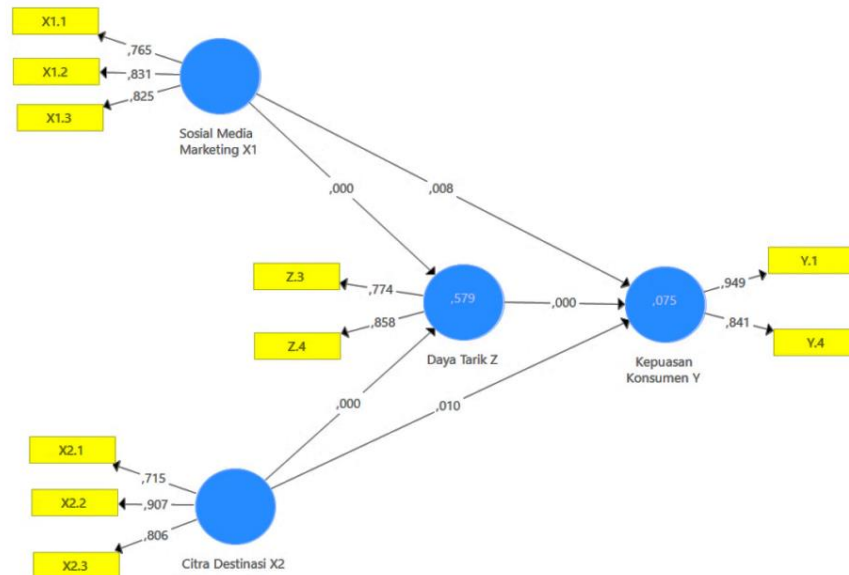 X1.1
,765
X1.2
,831
,825
X1.3
Sosial Media
Marketing X1
,000
,008
Z.3
,774
,579
,000
,075
,949
Y.1
Z.4
,858
,841
Y.4
Daya Tarik Z
Kepuasan
Konsumen Y
,000
,010
X2.1
,715
X2.2
,907
,806
X2.3
Citra Destinasi X2